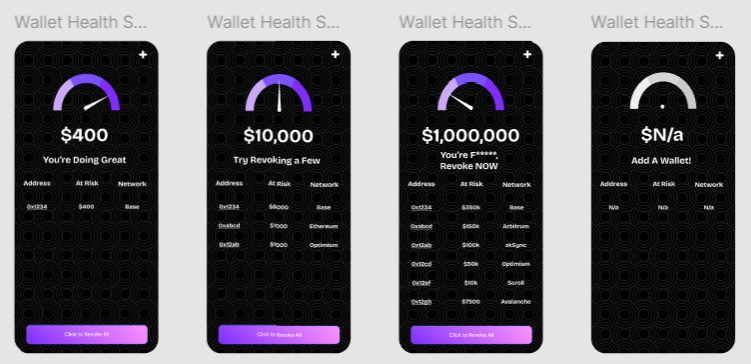 Wallet Health S...
+
$400
You're Doing Great
Address At Risk Network
0x1234 $400 Base
Click to Revoke All
Wallet Health S...
+
$10,000
Try Revoking a Few
Address At Risk Network
0x1234 $8000 Base
0xabcd $1000 Ethereum
0x12ab $1000 Optimism
Click to Revoke All
Wallet Health S...
+
$1,000,000
You're F*****,
Revoke NOW
Address At Risk Network
0x1234 $350k Base
0xabcd $150k Arbitrum
0x12ab $100k zkSync
0x12cd $50k Optimism
0x12ef $10k Scroll
0x12gh $7500 Avalanche
Click to Revoke All
Wallet Health S...
+
$N/a
Add A Wallet!
Address At Risk Network
N/a N/a N/a